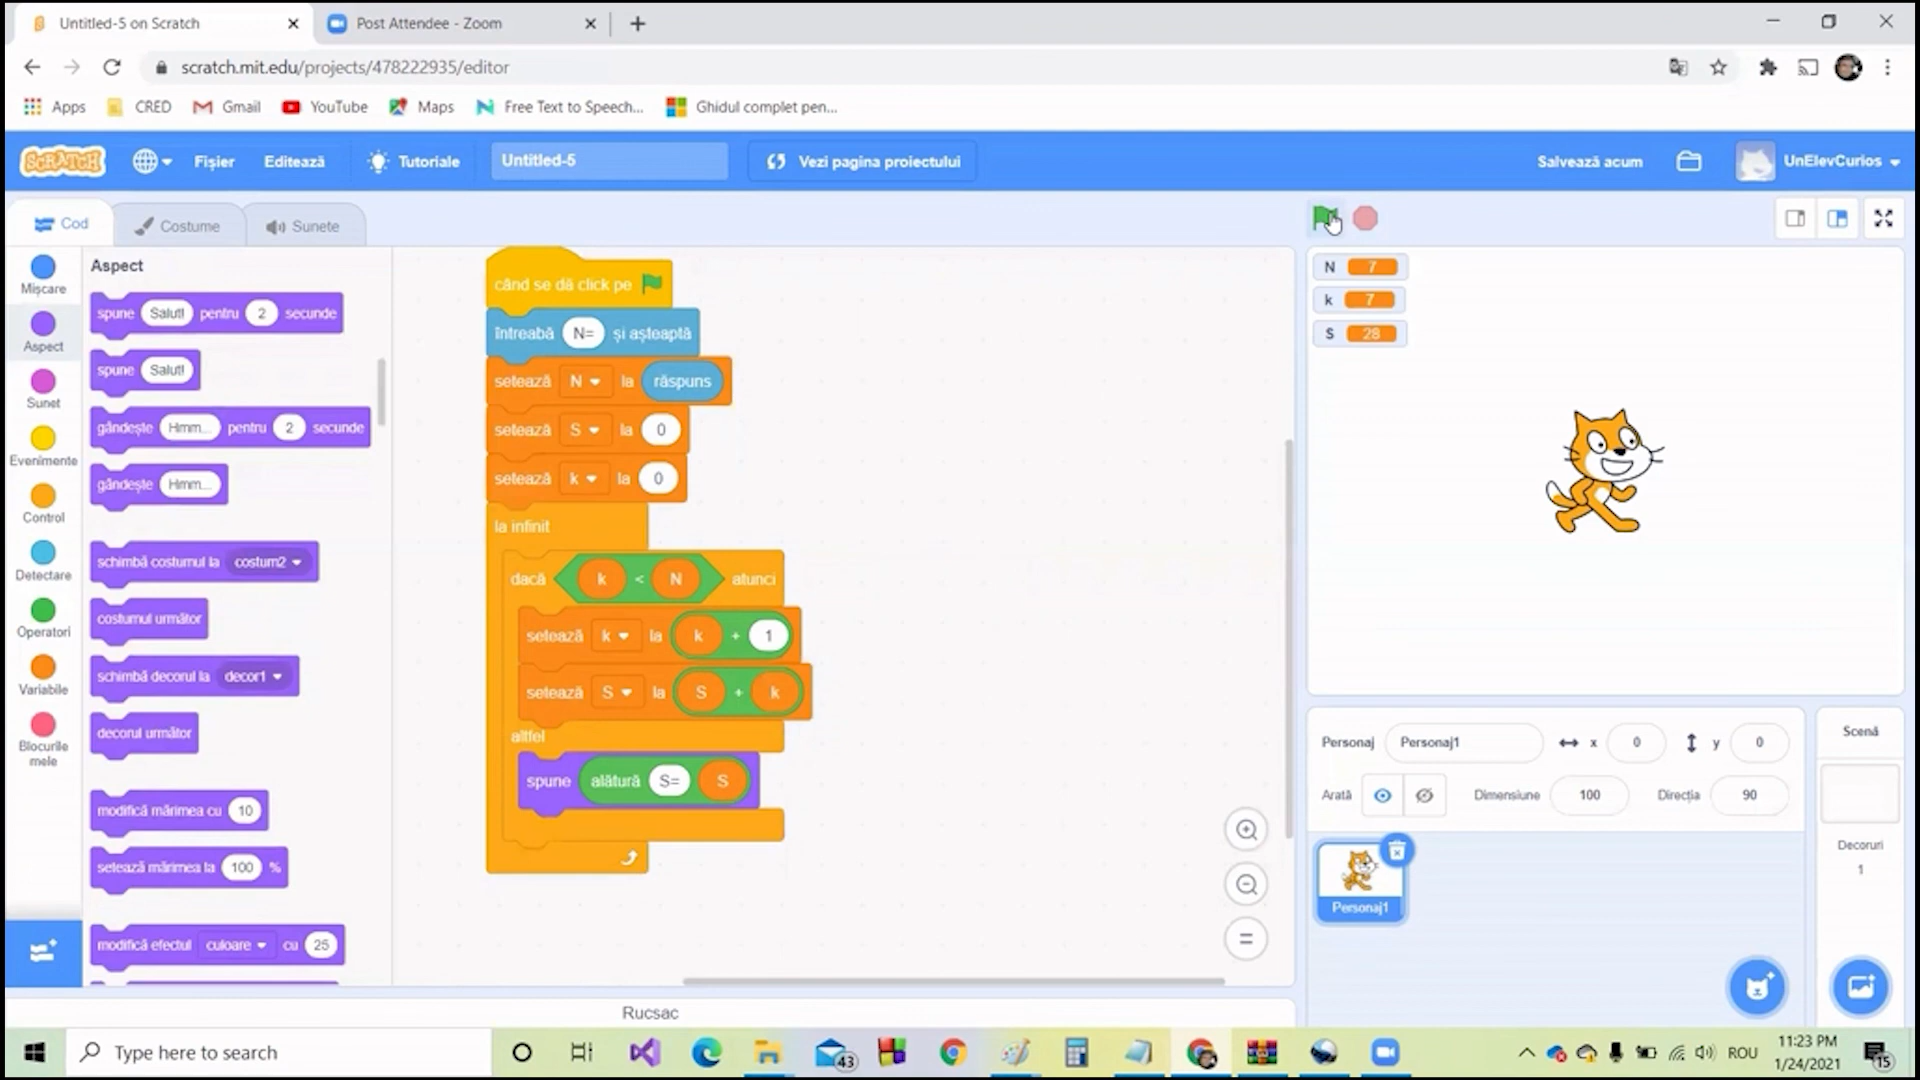 Untitled-5 on Scratch
Post Attendee - Zoom
scratch.mit.edu/projects/478222935/editor
Apps
CRED
Gmail
YouTube
Maps
Free Text to Speech...
Ghidul complet pen...
SCRATCH
Fișier
Editează
Tutoriale
Untitled-5
Vezi pagina proiectului
Salvează acum
UnElevCurios
Cod
Costume
Sunete
Mișcare
Aspect
Sunet
Evenimente
Control
Detectare
Operatori
Variabile
Blocurile
mele
Aspect
spune Salut! pentru 2 secunde
spune Salut!
gândește Hmm... pentru 2 secunde
gândește Hmm...
schimbă costumul la costum2
costumul următor
schimbă decorul la decor1
decorul următor
modifică mărimea cu 10
setează mărimea la 100 %
modifică efectul culoare cu 25
când se dă click pe
întreabă N= și așteaptă
setează N la răspuns
setează S la 0
setează k la 0
la infinit
dacă k < N atunci
setează k la k + 1
setează S la S + k
altfel
spune alătură S= S
Rucsac
N 7
k 7
S 28
Personaj Personaj1 x 0 y 0
Arată Dimensiune 100 Direcția 90
Personaj1
Scenă
Decoruri
1
Type here to search
43
ROU
11:23 PM
1/24/2021
15